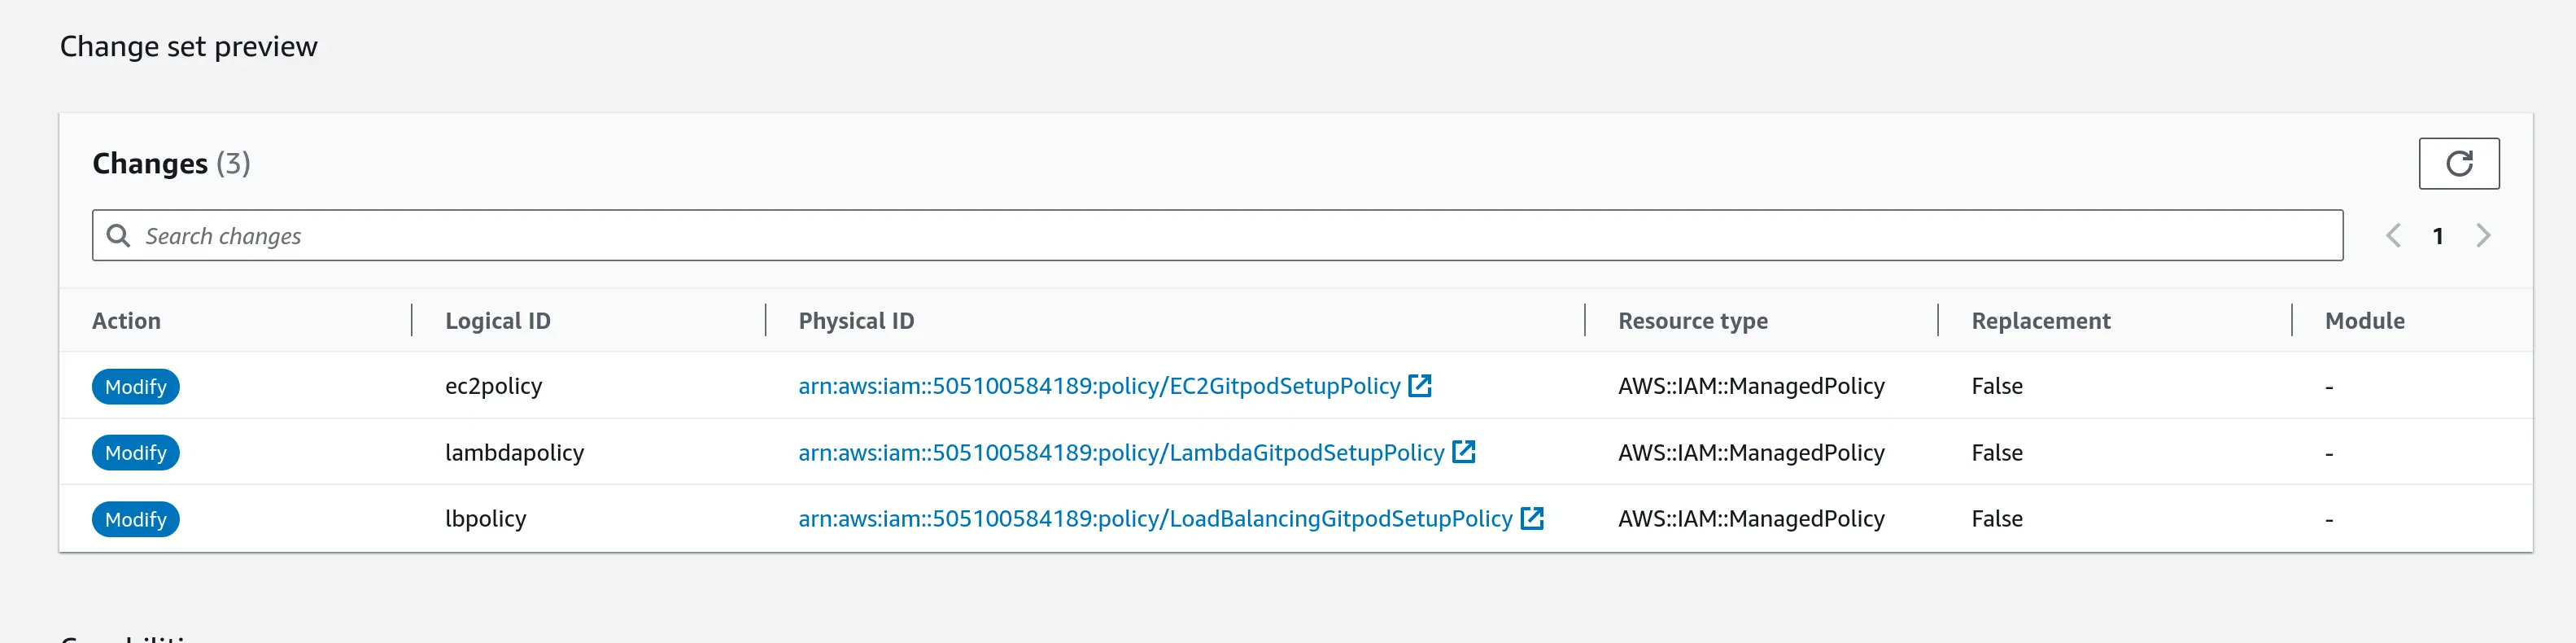 Change set preview
Changes (3)
Search changes
1
Action Logical ID Physical ID Resource type Replacement Module
Modify ec2policy arn:aws:iam::505100584189:policy/EC2GitpodSetupPolicy AWS::IAM::ManagedPolicy False -
Modify lambdapolicy arn:aws:iam::505100584189:policy/LambdaGitpodSetupPolicy AWS::IAM::ManagedPolicy False -
Modify lbpolicy arn:aws:iam::505100584189:policy/LoadBalancingGitpodSetupPolicy AWS::IAM::ManagedPolicy False -